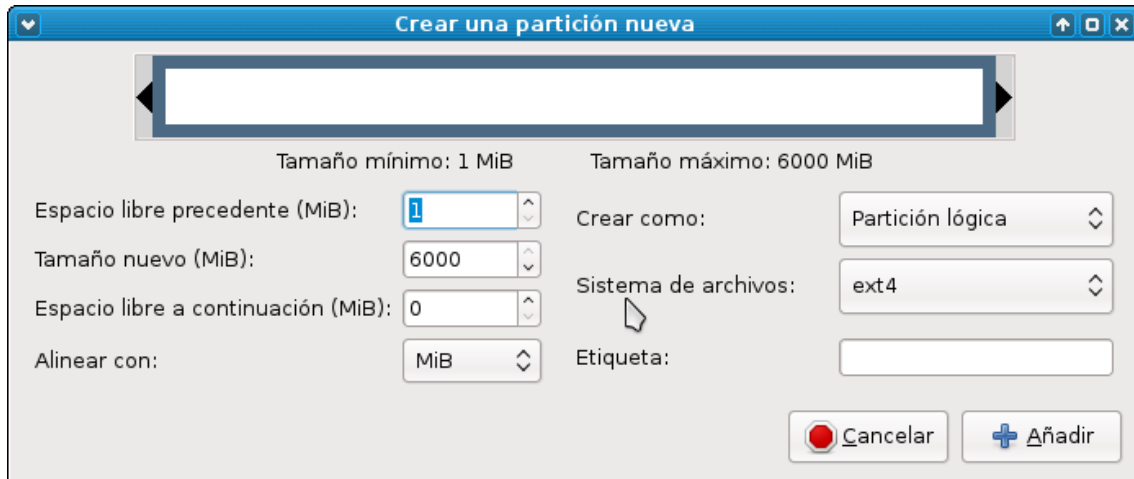 Crear una partición nueva
Tamaño mínimo: 1 MiB Tamaño máximo: 6000 MiB
Espacio libre precedente (MiB): 1
Tamaño nuevo (MiB): 6000
Espacio libre a continuación (MiB): 0
Alinear con: MiB
Crear como: Partición lógica
Sistema de archivos: ext4
Etiqueta:
Cancelar Añadir